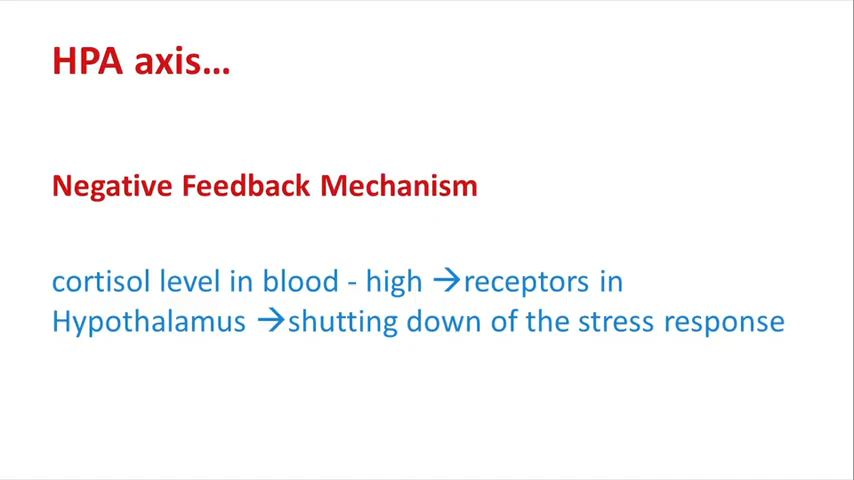 HPA axis...
Negative Feedback Mechanism
cortisol level in blood - high →receptors in
Hypothalamus →shutting down of the stress response